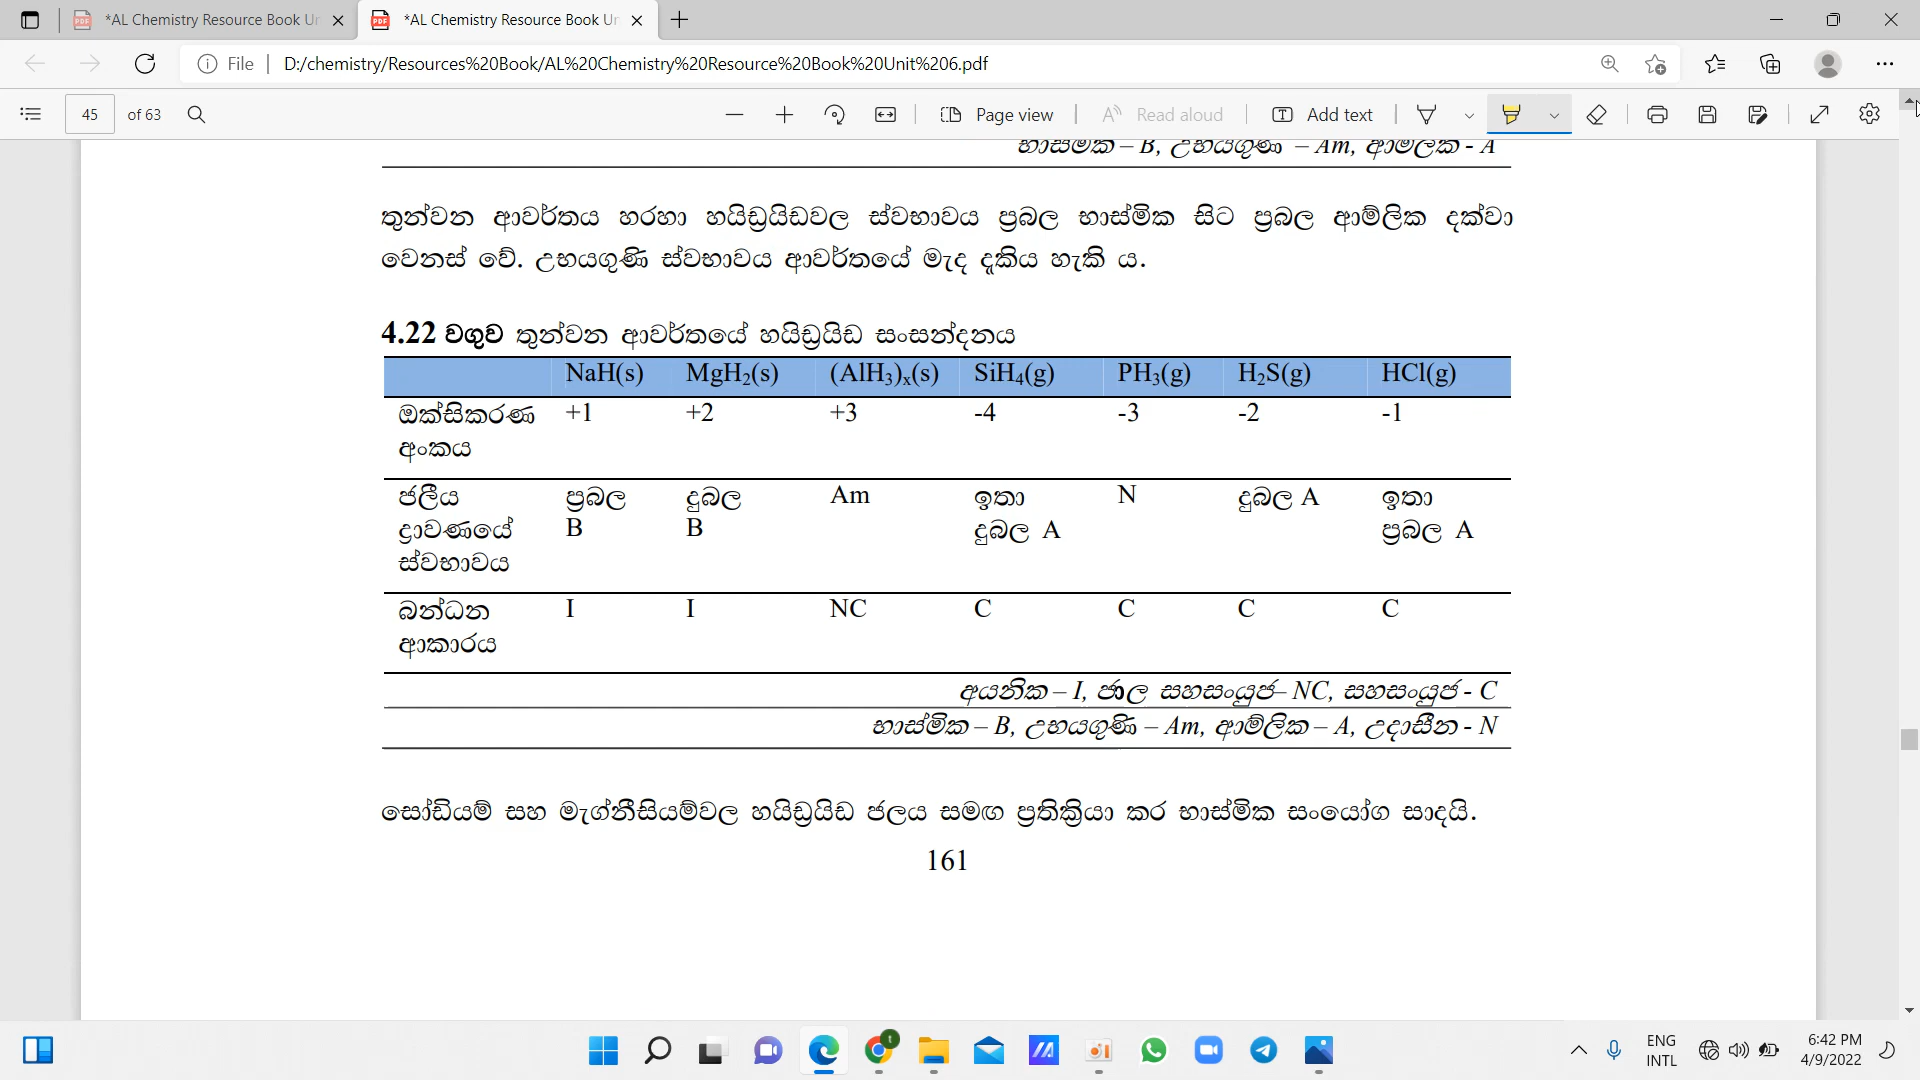 *AL Chemistry Resource Book Ur
*AL Chemistry Resource Book Ur
File
D:/chemistry/Resources%20Book/AL%20Chemistry%20Resource%20Book%20Unit%206.pdf
45
of 63
Page view
Read aloud
Add text
භාස්මික – B, උභයගුණි – Am, ආම්ලික - A
තුන්වන ආවර්තය හරහා හයිඩ්‍රයිඩවල ස්වභාවය ප්‍රබල භාස්මික සිට ප්‍රබල ආම්ලික දක්වා
වෙනස් වේ. උභයගුණි ස්වභාවය ආවර්තයේ මැද දැකිය හැකි ය.
4.22 වගුව තුන්වන ආවර්තයේ හයිඩ්‍රයිඩ සංසන්දනය
NaH(s) MgH₂(s) (AlH₃)ₓ(s) SiH₄(g) PH₃(g) H₂S(g) HCl(g)
ඔක්සිකරණ +1 +2 +3 -4 -3 -2 -1
අංකය
ජලීය ප්‍රබල දුබල Am ඉතා N දුබල A ඉතා
ද්‍රාවණයේ B B දුබල A ප්‍රබල A
ස්වභාවය
බන්ධන I I NC C C C C
ආකාරය
අයනික – I, ජාල සහසංයුජ– NC, සහසංයුජ - C
භාස්මික – B, උභයගුණි – Am, ආම්ලික – A, උදාසීන - N
සෝඩියම් සහ මැග්නීසියම්වල හයිඩ්‍රයිඩ ජලය සමඟ ප්‍රතික්‍රියා කර භාස්මික සංයෝග සාදයි.
161
ENG
INTL
6:42 PM
4/9/2022